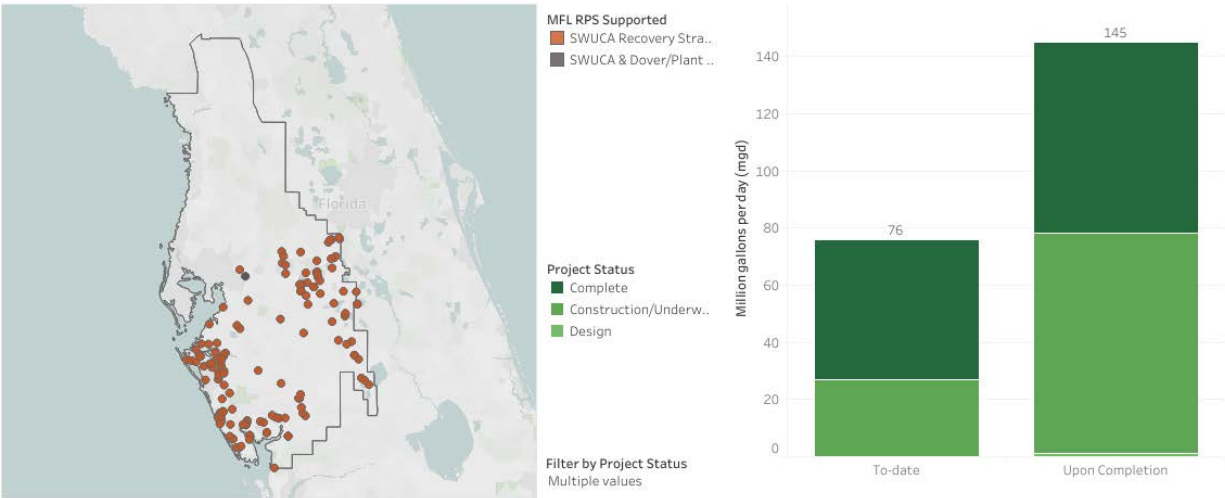 Florida
MFL RPS Supported
SWUCA Recovery Stra..
SWUCA & Dover/Plant ..
Project Status
Complete
Construction/Underw..
Design
Filter by Project Status
Multiple values
Million gallons per day (mgd)
140
120
100
80
60
40
20
0
76
145
To-date
Upon Completion